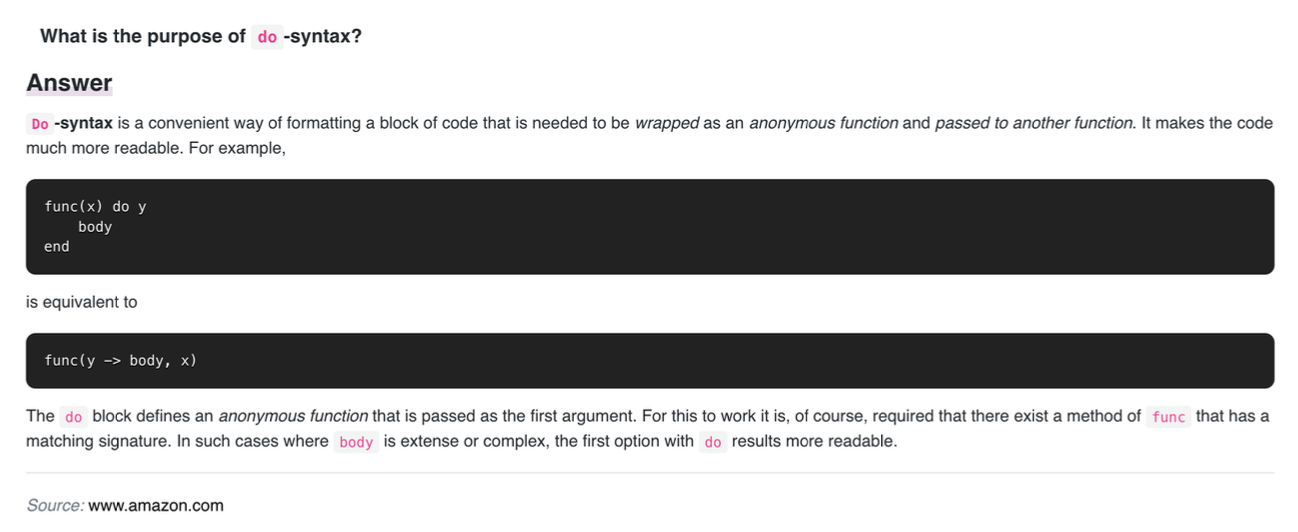 What is the purpose of do -syntax?
Answer
Do -syntax is a convenient way of formatting a block of code that is needed to be wrapped as an anonymous function and passed to another function. It makes the code
much more readable. For example,
func(x) do y
    body
end
is equivalent to
func(y -> body, x)
The do block defines an anonymous function that is passed as the first argument. For this to work it is, of course, required that there exist a method of func that has a
matching signature. In such cases where body is extense or complex, the first option with do results more readable.
Source: www.amazon.com